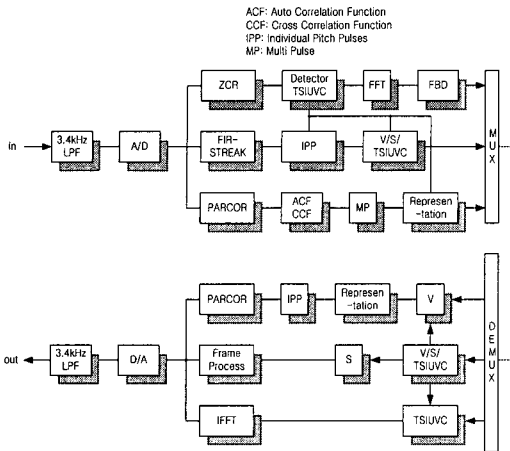 ACF: Auto Correlation Function
CCF: Cross Correlation Function
IPP: Individual Pitch Pulses
MP: Multi Pulse
ZCR
Detector
TSIUVC
FFT
FBD
in
3.4kHz
LPF
A/D
FIR-
STREAK
IPP
V/S/
TSIUVC
MUX
PARCOR
ACF
CCF
MP
Represen
-tation
PARCOR
IPP
Represen
-tation
V
out
3.4kHz
LPF
D/A
Frame
Process
S
V/S/
TSIUVC
DEMUX
IFFT
TSIUVC